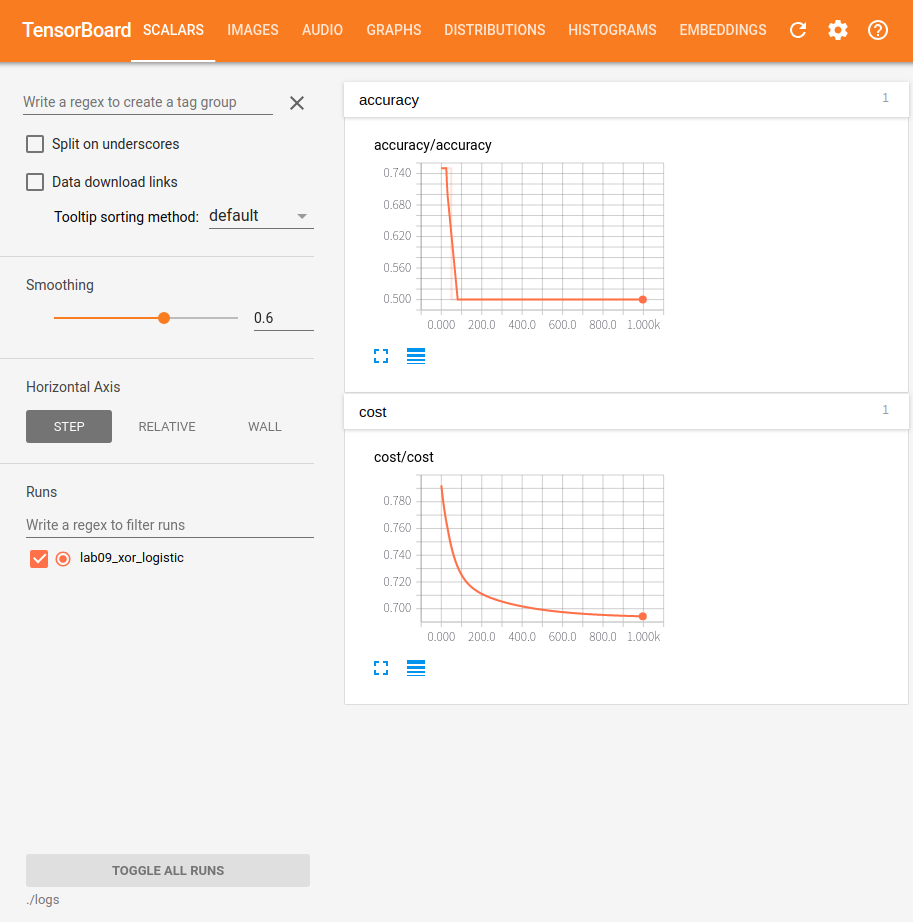 TensorBoard SCALARS IMAGES AUDIO GRAPHS DISTRIBUTIONS HISTOGRAMS EMBEDDINGS
Write a regex to create a tag group
Split on underscores
Data download links
Tooltip sorting method: default
Smoothing
0.6
Horizontal Axis
STEP RELATIVE WALL
Runs
Write a regex to filter runs
lab09_xor_logistic
TOGGLE ALL RUNS
./logs
accuracy 1
accuracy/accuracy
0.740
0.680
0.620
0.560
0.500
0.000 200.0 400.0 600.0 800.0 1.000k
cost 1
cost/cost
0.780
0.760
0.740
0.720
0.700
0.000 200.0 400.0 600.0 800.0 1.000k